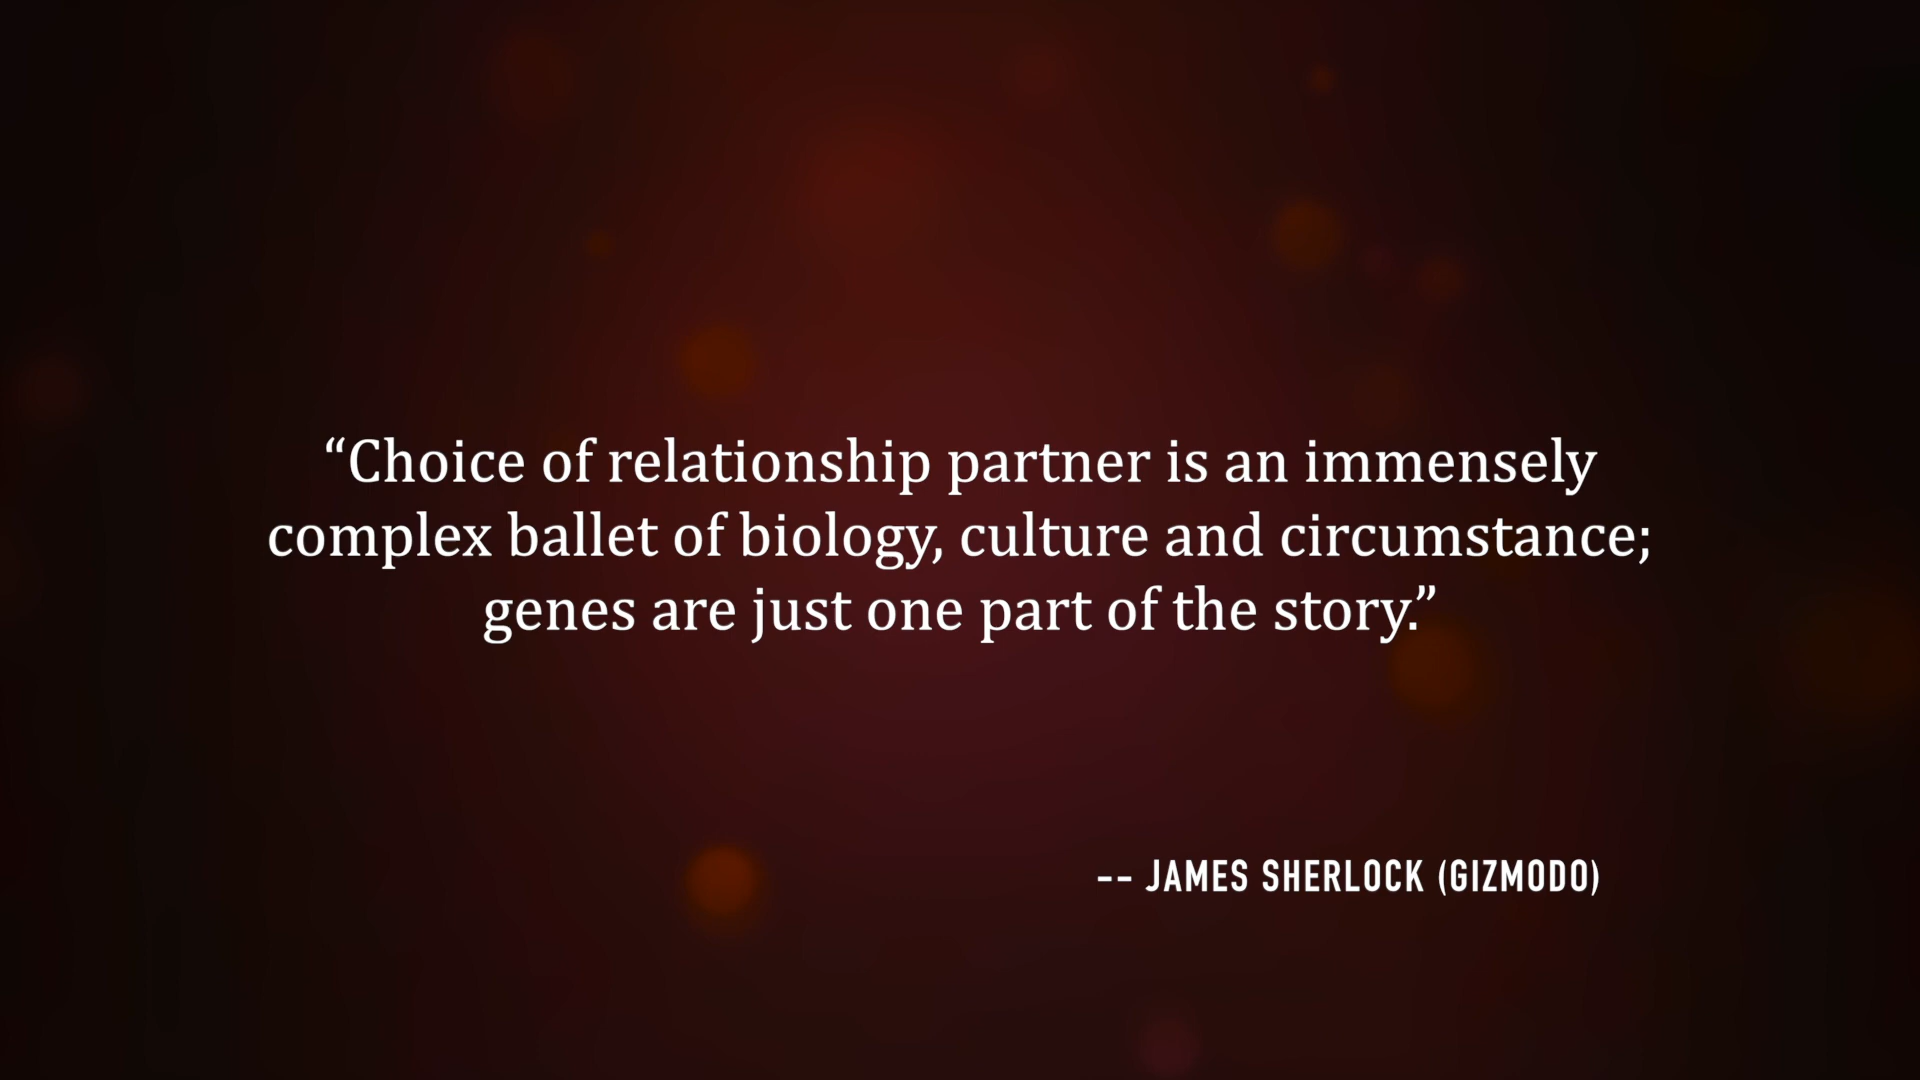 “Choice of relationship partner is an immensely
complex ballet of biology, culture and circumstance;
genes are just one part of the story.”
-- JAMES SHERLOCK (GIZMODO)